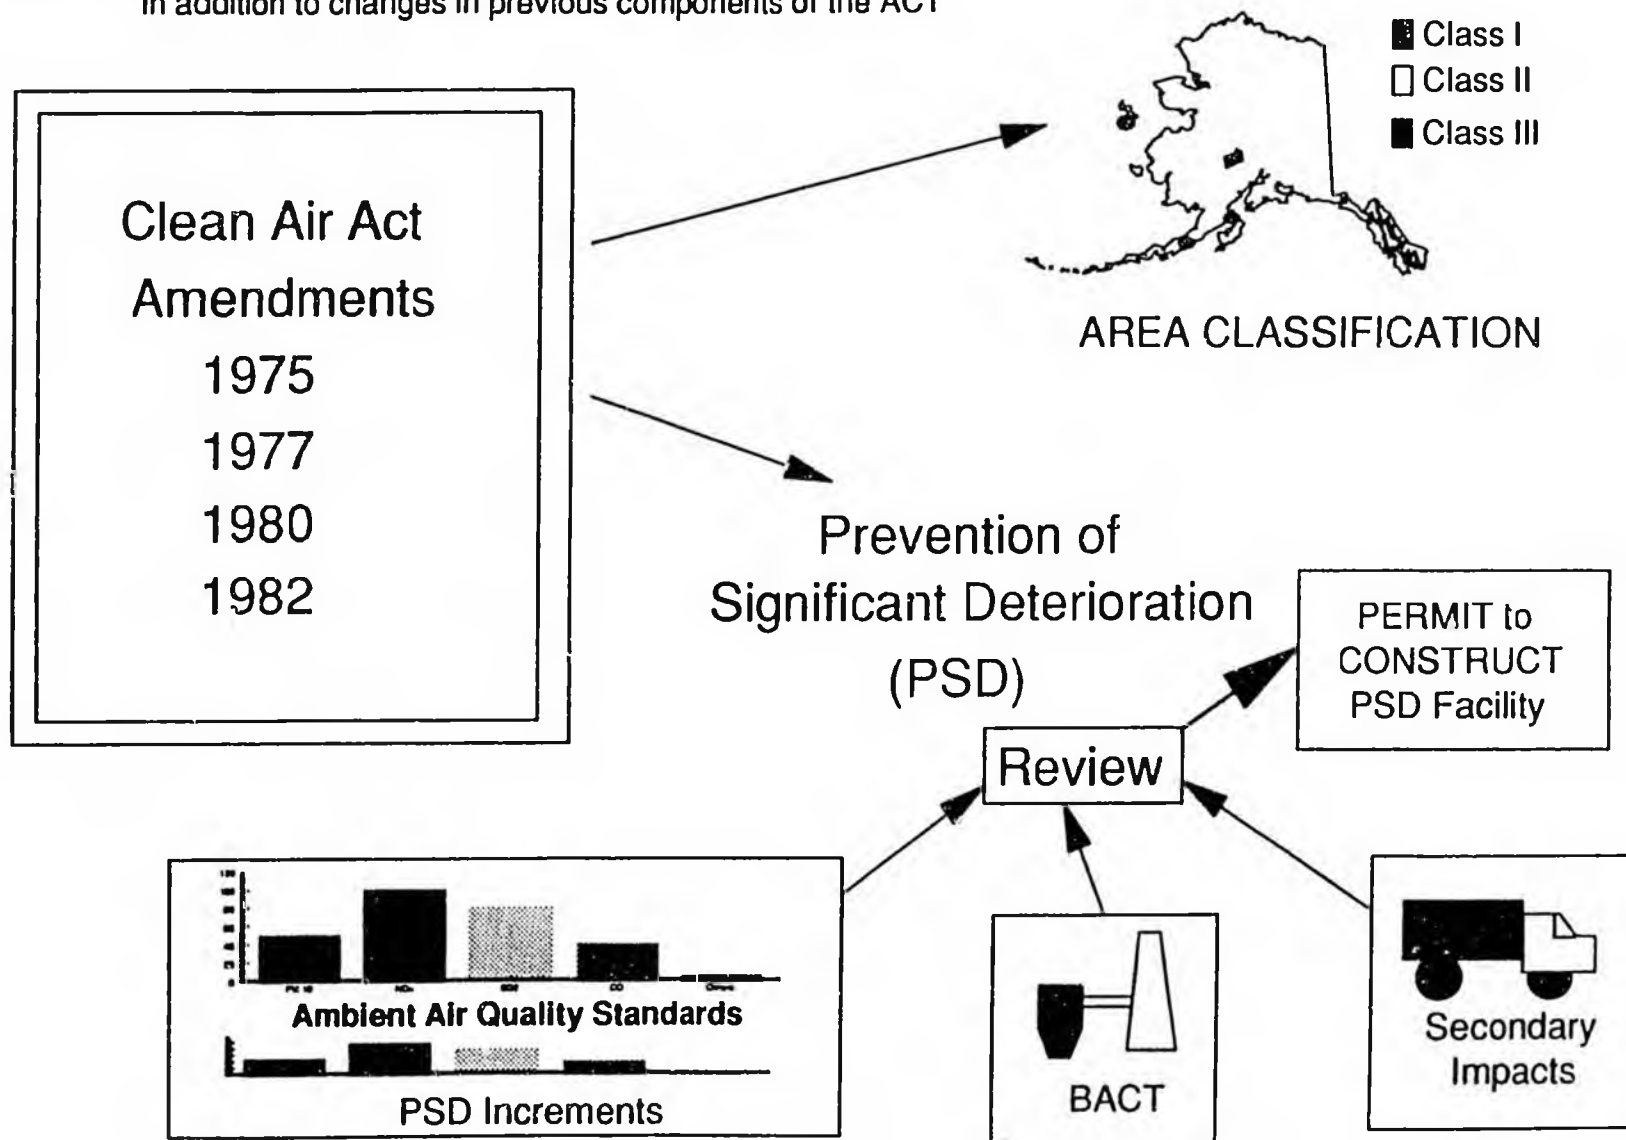 in addition to changes in previous components of the ACT
Class I
Class II
Class III
AREA CLASSIFICATION
Clean Air Act
Amendments
1975
1977
1980
1982
Prevention of
Significant Deterioration
(PSD)
PERMIT to
CONSTRUCT
PSD Facility
Review
Ambient Air Quality Standards
PSD Increments
BACT
Secondary
Impacts